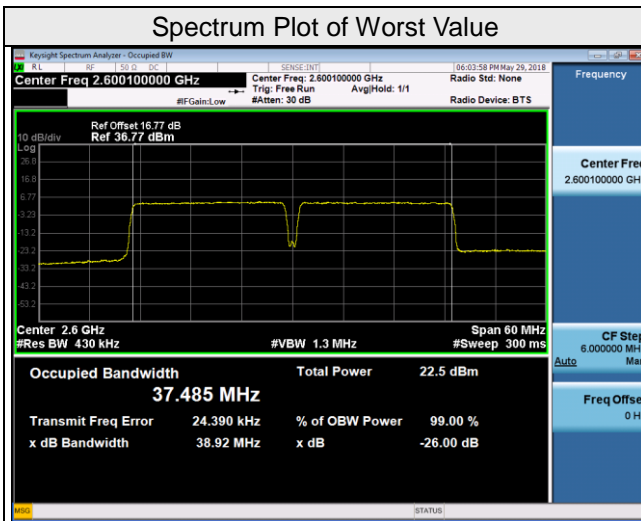 Spectrum Plot of Worst Value
Keysight Spectrum Analyzer - Occupied BW
RL RF 50 Ω DC SENSE:INT 06:03:58 PM May 29, 2018
Center Freq 2.600100000 GHz
Center Freq: 2.600100000 GHz
Radio Std: None
Trig: Free Run Avg|Hold: 1/1
#IFGain:Low #Atten: 30 dB Radio Device: BTS
Frequency
Ref Offset 16.77 dB
10 dB/div Ref 36.77 dBm
Log
26.8
16.8
6.77
-3.23
-13.2
-23.2
-33.2
-43.2
-53.2
Center Fre
2.600100000 GH
Center 2.6 GHz Span 60 MHz
#Res BW 430 kHz #VBW 1.3 MHz #Sweep 300 ms
CF Step
6.000000 MH
Auto Ma
Occupied Bandwidth Total Power 22.5 dBm
37.485 MHz
Transmit Freq Error 24.390 kHz % of OBW Power 99.00 %
x dB Bandwidth 38.92 MHz x dB -26.00 dB
Freq Offse
0 H
MSG STATUS